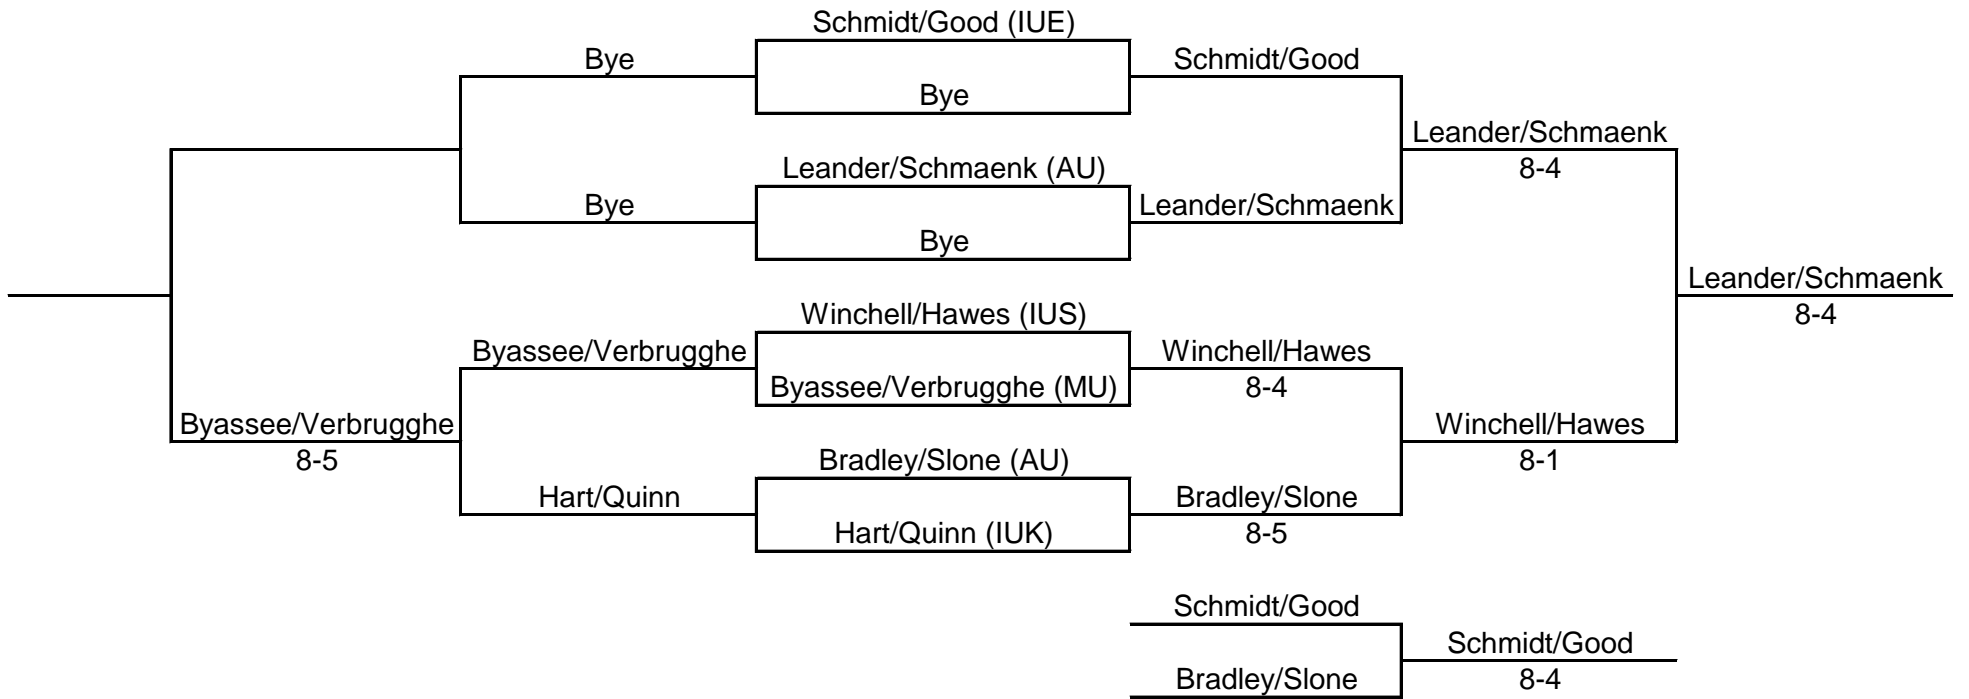 Schmidt/Good (IUE)
Bye
Schmidt/Good
Bye
Leander/Schmaenk
8-4
Leander/Schmaenk (AU)
Bye
Leander/Schmaenk
Bye
Leander/Schmaenk
8-4
Winchell/Hawes (IUS)
Byassee/Verbrugghe
Winchell/Hawes
Byassee/Verbrugghe (MU)
8-4
Byassee/Verbrugghe
8-5
Winchell/Hawes
8-1
Bradley/Slone (AU)
Hart/Quinn
Bradley/Slone
Hart/Quinn (IUK)
8-5
Schmidt/Good
Schmidt/Good
8-4
Bradley/Slone